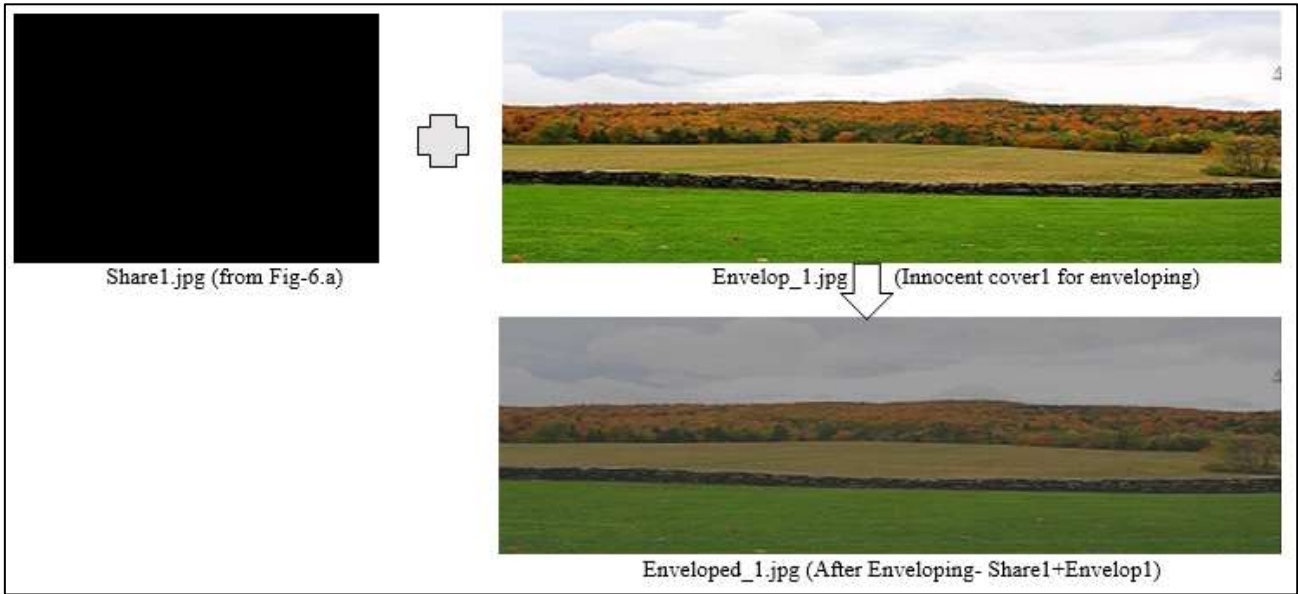 Share1.jpg (from Fig-6.a)
Envelop_1.jpg (Innocent cover1 for enveloping)
Enveloped_1.jpg (After Enveloping- Share1+Envelop1)